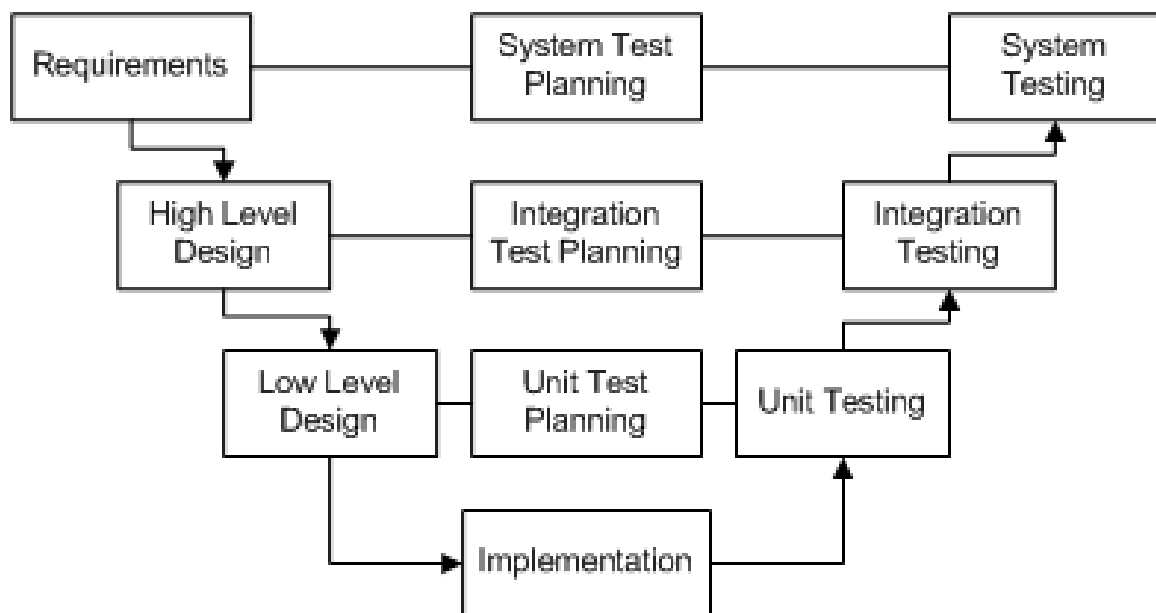 Requirements
System Test
Planning
System
Testing
High Level
Design
Integration
Test Planning
Integration
Testing
Low Level
Design
Unit Test
Planning
Unit Testing
Implementation